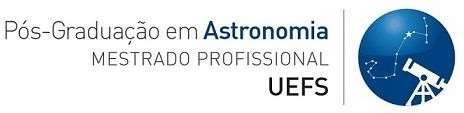 Pós-Graduação em Astronomia
MESTRADO PROFISSIONAL
UEFS